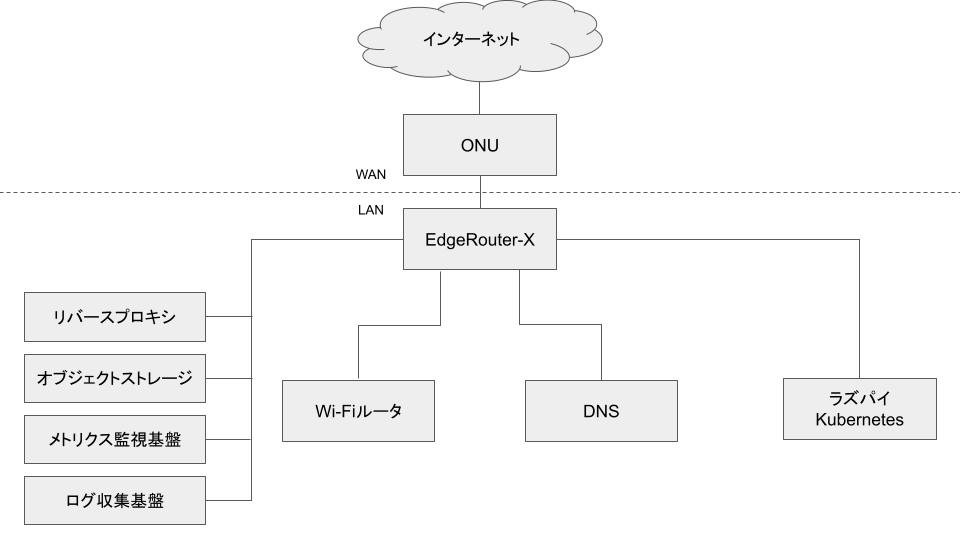 インターネット
ONU
WAN
LAN
EdgeRouter-X
リバースプロキシ
オブジェクトストレージ
メトリクス監視基盤
ログ収集基盤
Wi-Fiルータ
DNS
ラズパイ
Kubernetes